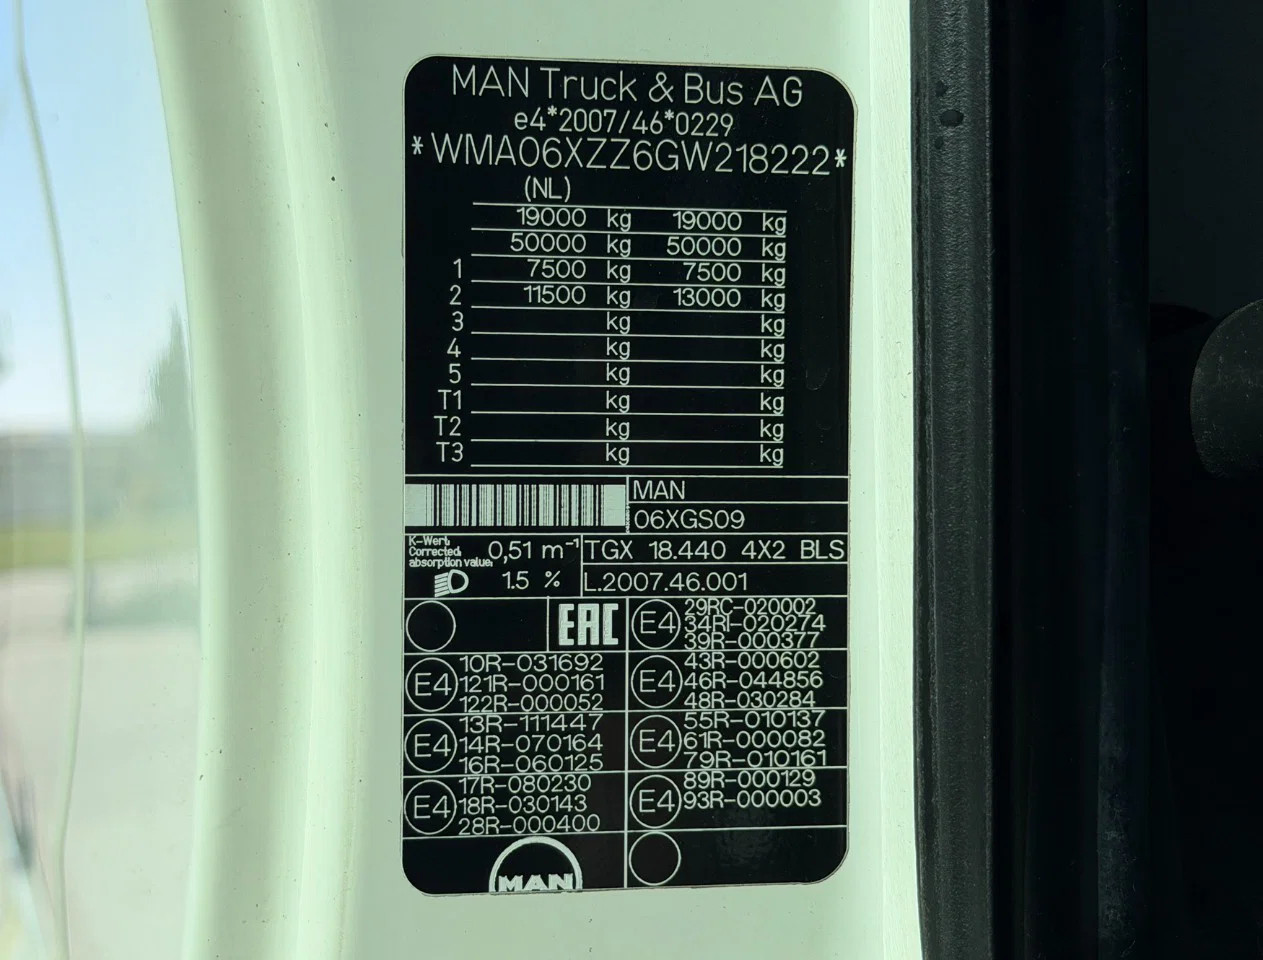 MAN Truck & Bus AG
e4*2007/46*0229
*WMA06XZZ6GW218222*
(NL)
19000 kg 19000 kg
50000 kg 50000 kg
1 7500 kg 7500 kg
2 11500 kg 13000 kg
3 kg kg
4 kg kg
5 kg kg
T1 kg kg
T2 kg kg
T3 kg kg
MAN
06XGS09
K-Wert
Corrected
absorption value: 0,51 m⁻¹
TGX 18.440 4X2 BLS
1.5 %
L.2007.46.001
EAC
E4
29RC-020002
34RI-020274
39R-000377
E4
10R-031692
121R-000161
122R-000052
E4
43R-000602
46R-044856
48R-030284
E4
13R-111447
14R-070164
16R-060125
E4
55R-010137
61R-000082
79R-010161
E4
17R-080230
18R-030143
28R-000400
E4
89R-000129
93R-000003
MAN